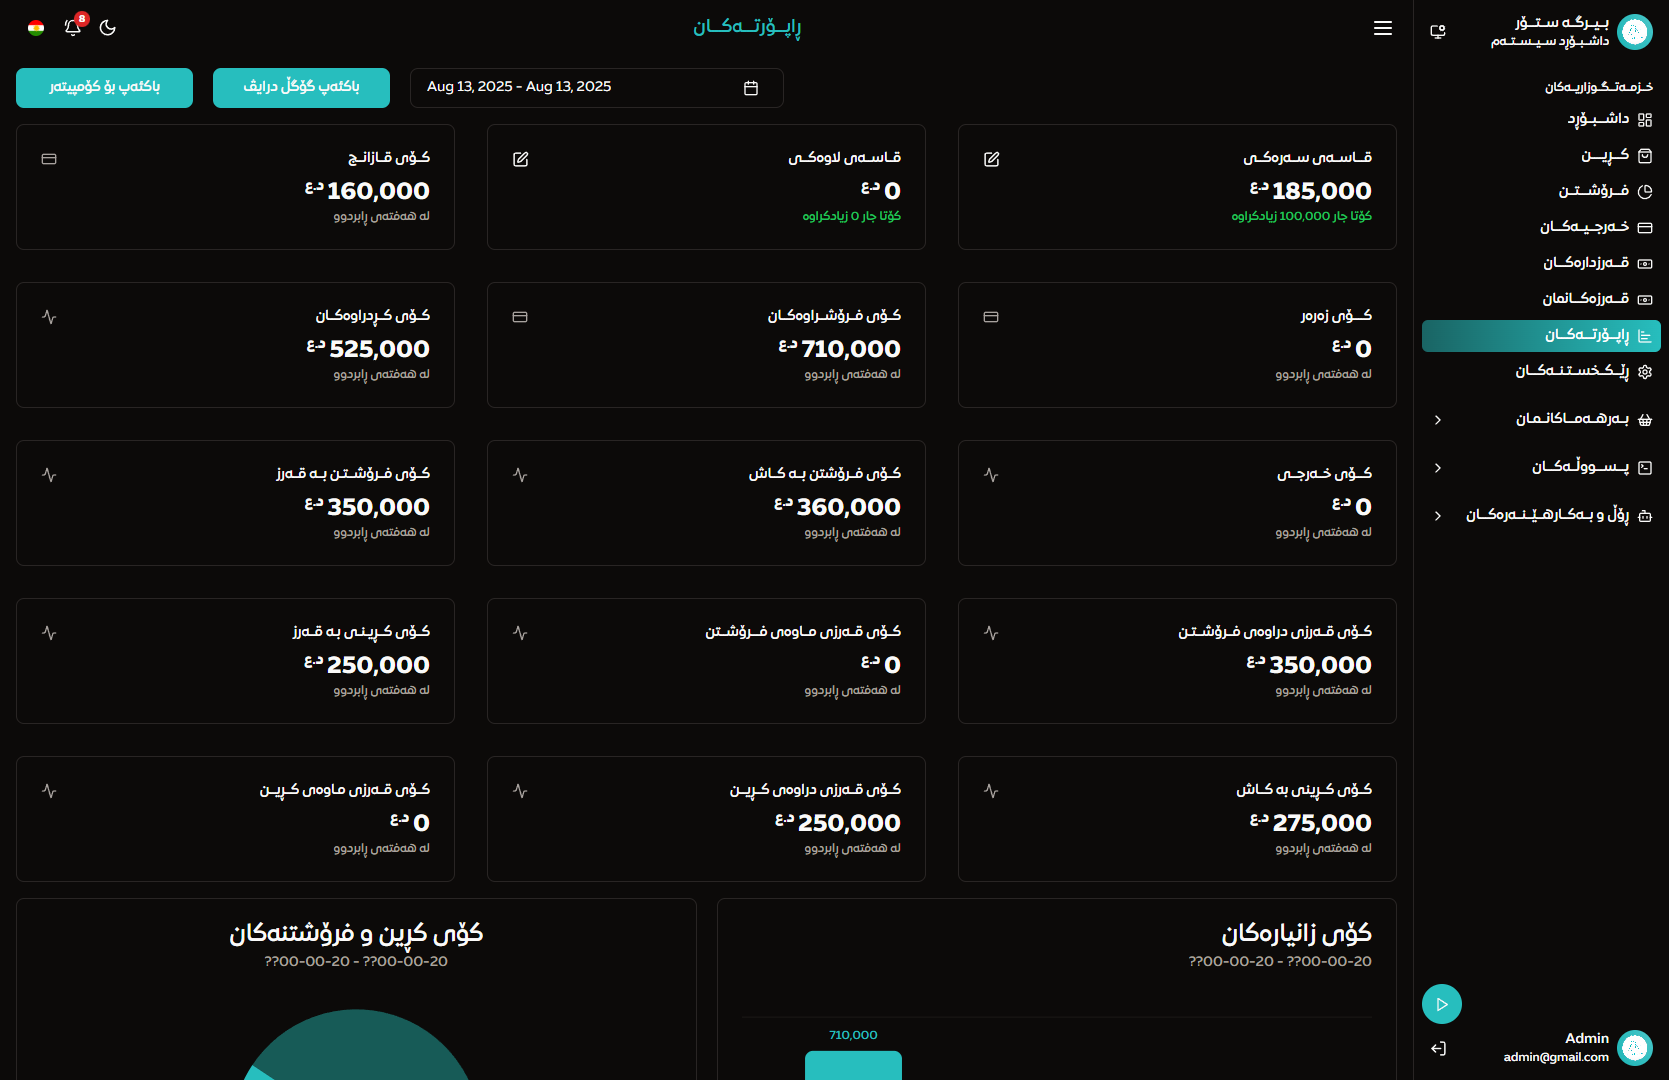 بیرگە ستۆر
داشبۆرد سیستەم
خزمەتگوزاریەکان
داشبۆڕد
کڕین
فرۆشتن
خەرجیەکان
قەرزدارەکان
قەرزەکانمان
ڕاپۆرتەکان
ڕێکخستنەکان
بەرهەماکانمان
پسووڵەکان
ڕۆڵ و بەکارهێنەرەکان
Admin
admin@gmail.com
ڕاپۆرتەکان
8
Aug 13, 2025 - Aug 13, 2025
باکئەپ گۆگڵ درایڤ
باکئەپ بۆ کۆمپیتەر
قاسەی سەرەکی
185,000 د.ع
کۆتا جار 100,000 زیادکراوە
قاسەی لاوەکی
0 د.ع
کۆتا جار 0 زیادکراوە
کۆی قازانج
160,000 د.ع
لە هەفتەی ڕابردوو
کۆی زەرەر
0 د.ع
لە هەفتەی ڕابردوو
کۆی فرۆشراوەکان
710,000 د.ع
لە هەفتەی ڕابردوو
کۆی کڕدراوەکان
525,000 د.ع
لە هەفتەی ڕابردوو
کۆی خەرجی
0 د.ع
لە هەفتەی ڕابردوو
کۆی فرۆشتن بە کاش
360,000 د.ع
لە هەفتەی ڕابردوو
کۆی فرۆشتن بە قەرز
350,000 د.ع
لە هەفتەی ڕابردوو
کۆی قەرزی دراوەی فرۆشتن
350,000 د.ع
لە هەفتەی ڕابردوو
کۆی قەرزی ماوەی فرۆشتن
0 د.ع
لە هەفتەی ڕابردوو
کۆی کڕینی بە قەرز
250,000 د.ع
لە هەفتەی ڕابردوو
کۆی کڕینی بە کاش
275,000 د.ع
لە هەفتەی ڕابردوو
کۆی قەرزی دراوەی کڕین
250,000 د.ع
لە هەفتەی ڕابردوو
کۆی قەرزی ماوەی کڕین
0 د.ع
لە هەفتەی ڕابردوو
کۆی زانیارەکان
??00-00-20 - ??00-00-20
710,000
کۆی کڕین و فرۆشتنەکان
??00-00-20 - ??00-00-20